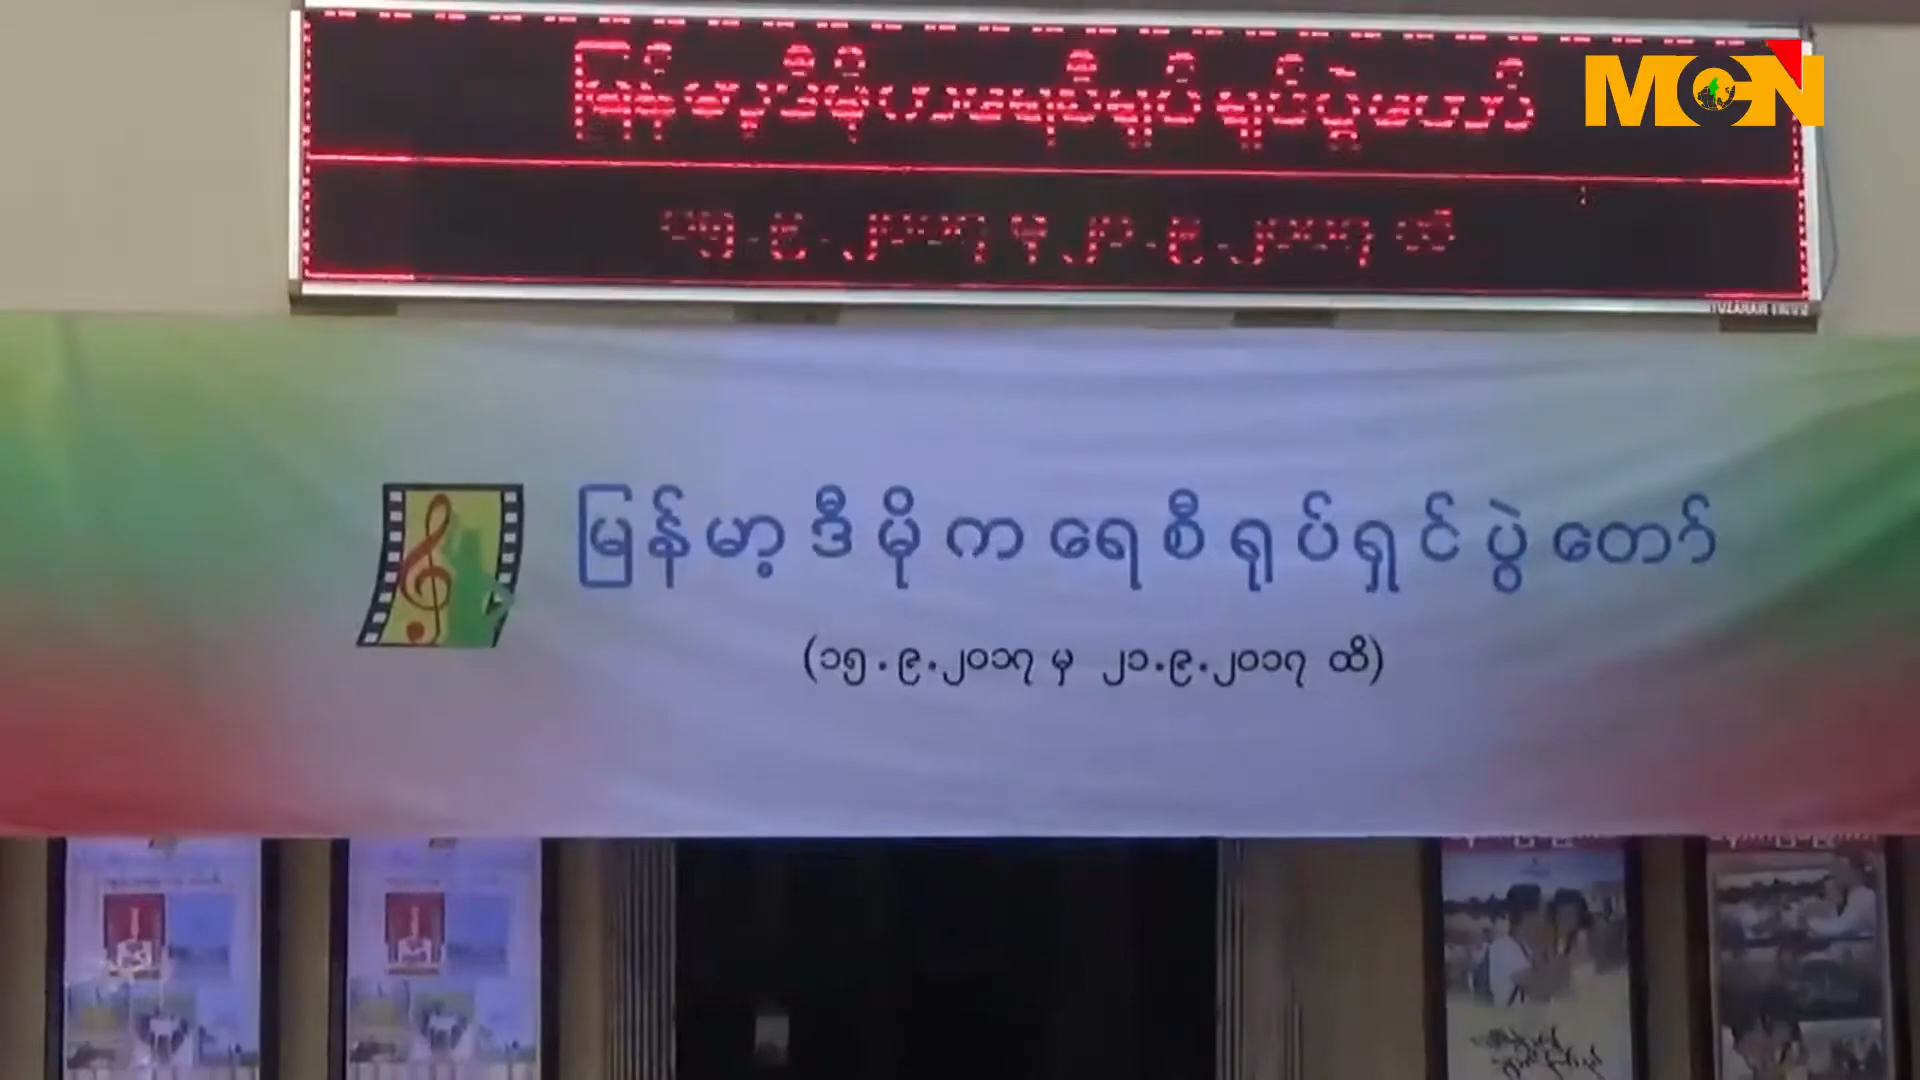 မြန်မာ့ဒီမိုကရေစီရုပ်ရှင်ပွဲတော်
MCN
၁၅.၉.၂၀၁၇ မှ ၂၁.၉.၂၀၁၇ ထိ
မြန်မာ့ဒီမိုကရေစီရုပ်ရှင်ပွဲတော်
(၁၅.၉.၂၀၁၇ မှ ၂၁.၉.၂၀၁၇ ထိ)